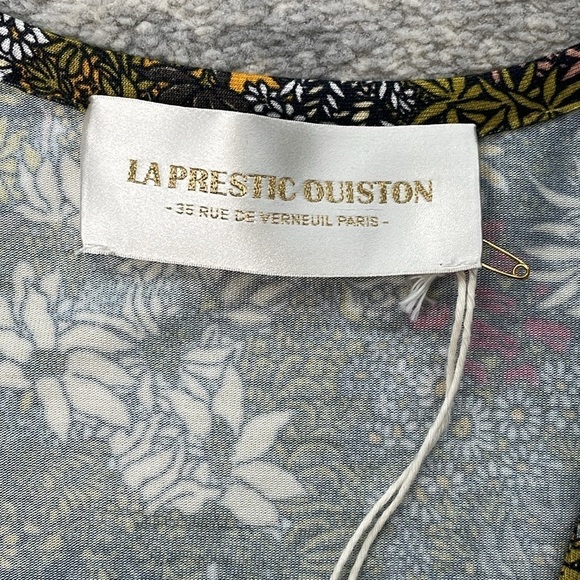 LA PRESTIC OUISTON
- 35 RUE DE VERNEUIL PARIS -